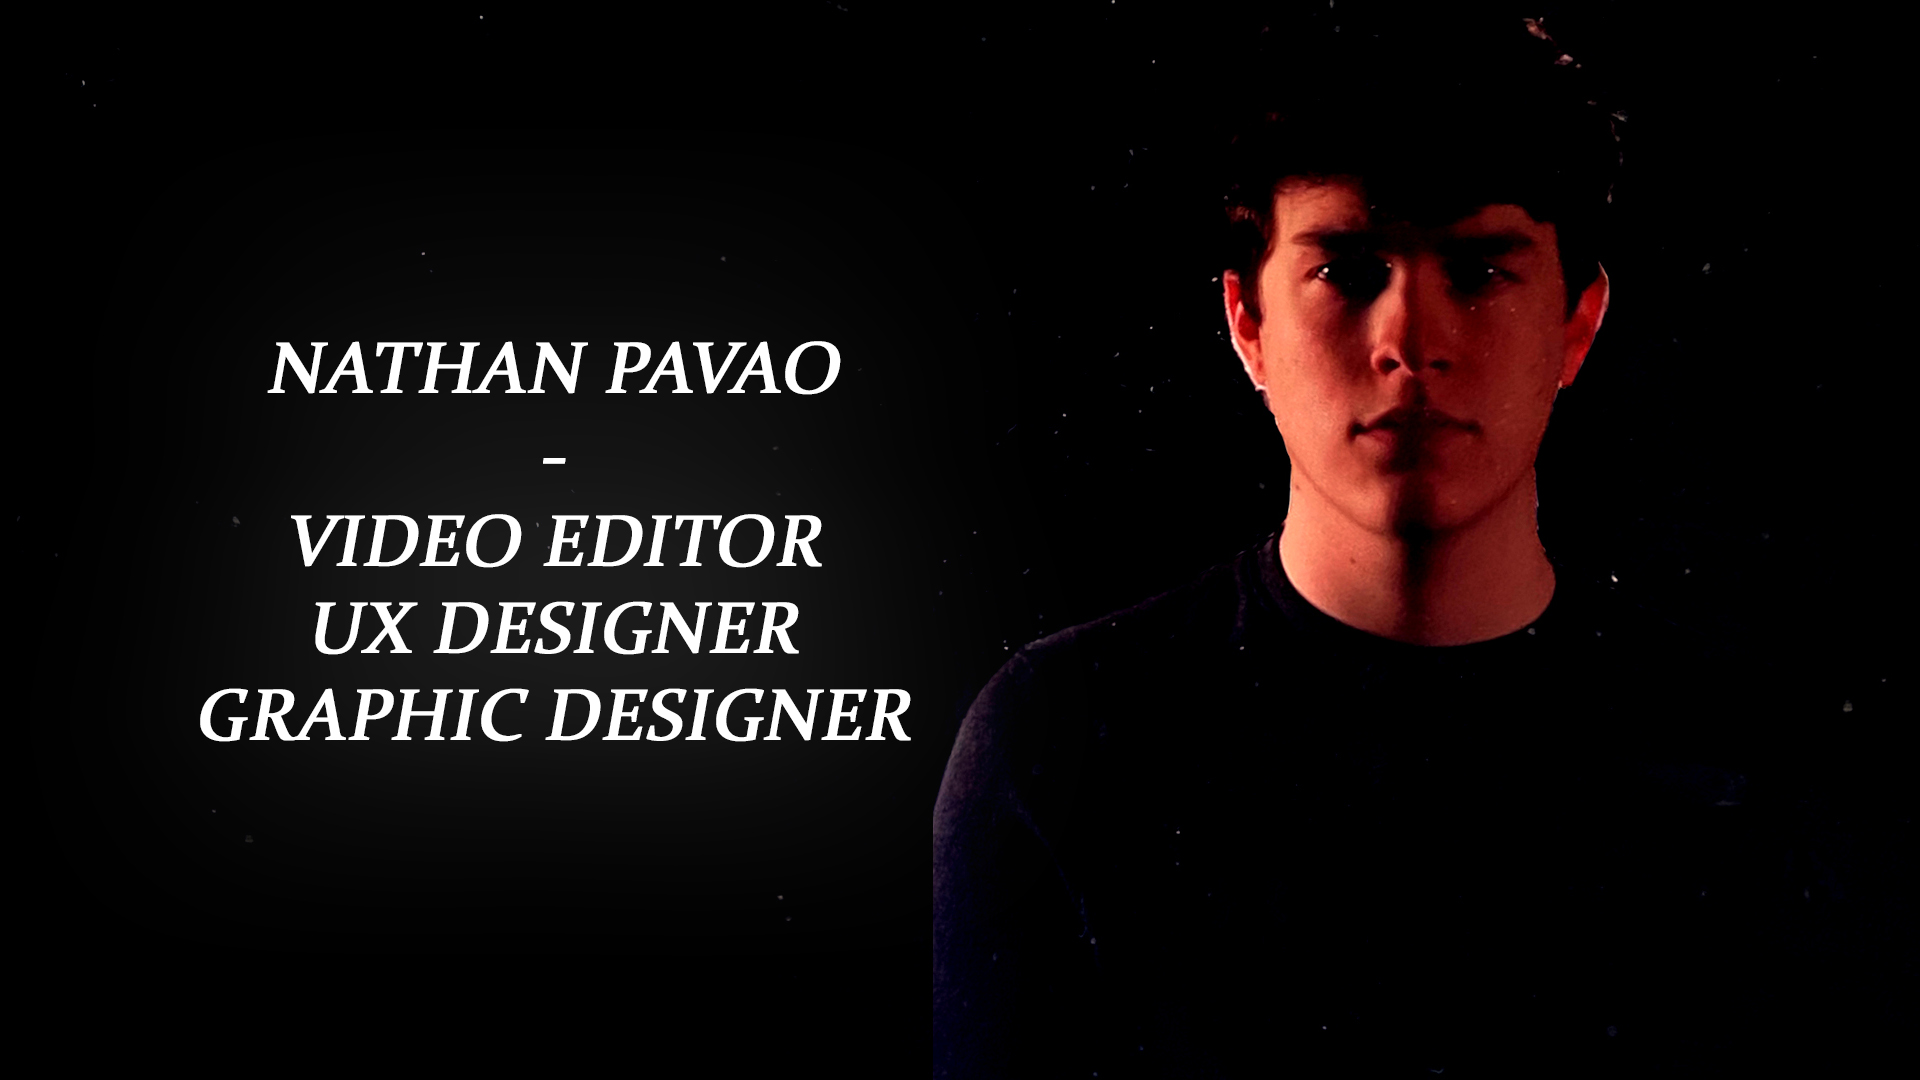 NATHAN PAVAO
-
VIDEO EDITOR
UX DESIGNER
GRAPHIC DESIGNER